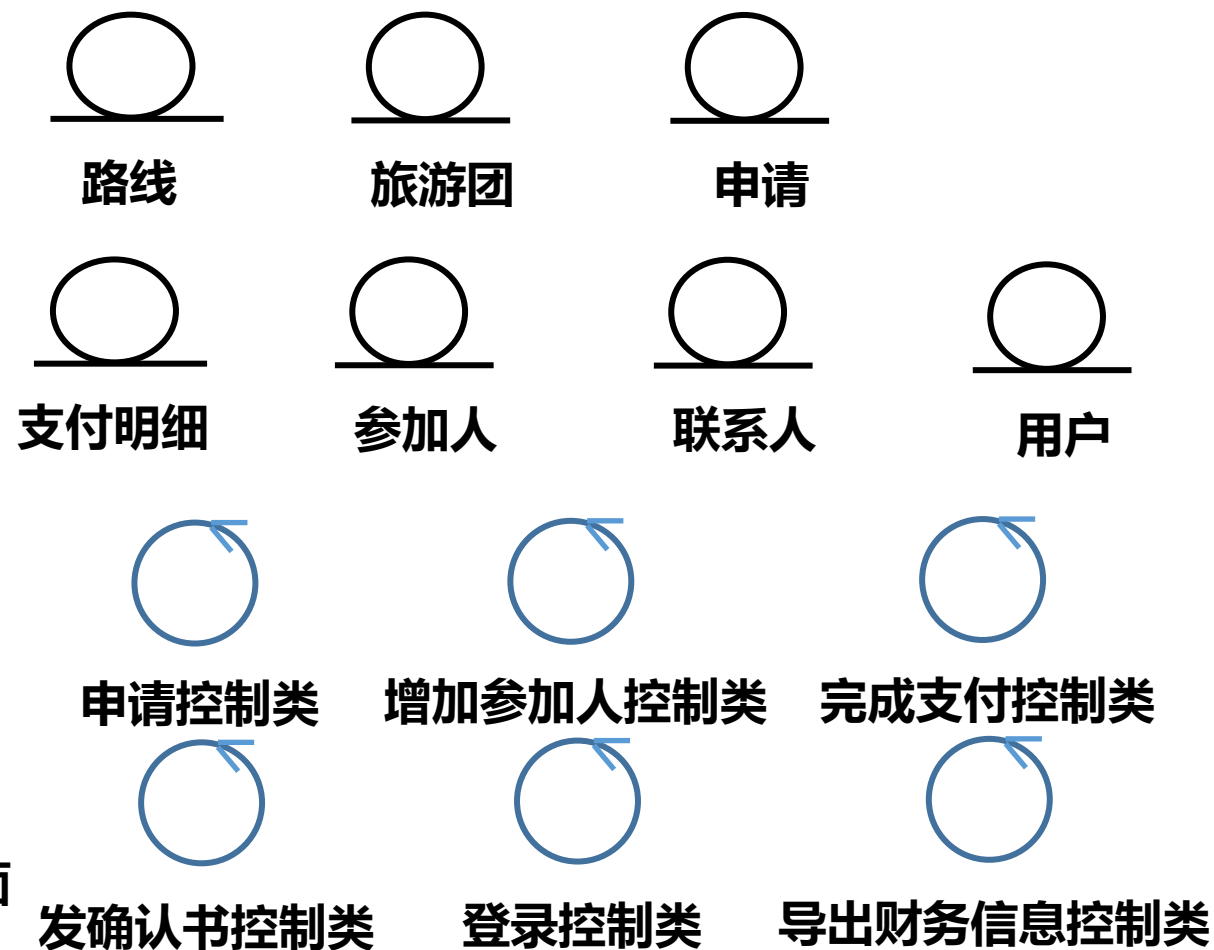 路线 旅游团 申请
支付明细 参加人 联系人 用户
申请控制类 增加参加人控制类 完成支付控制类
面
发确认书控制类 登录控制类 导出财务信息控制类